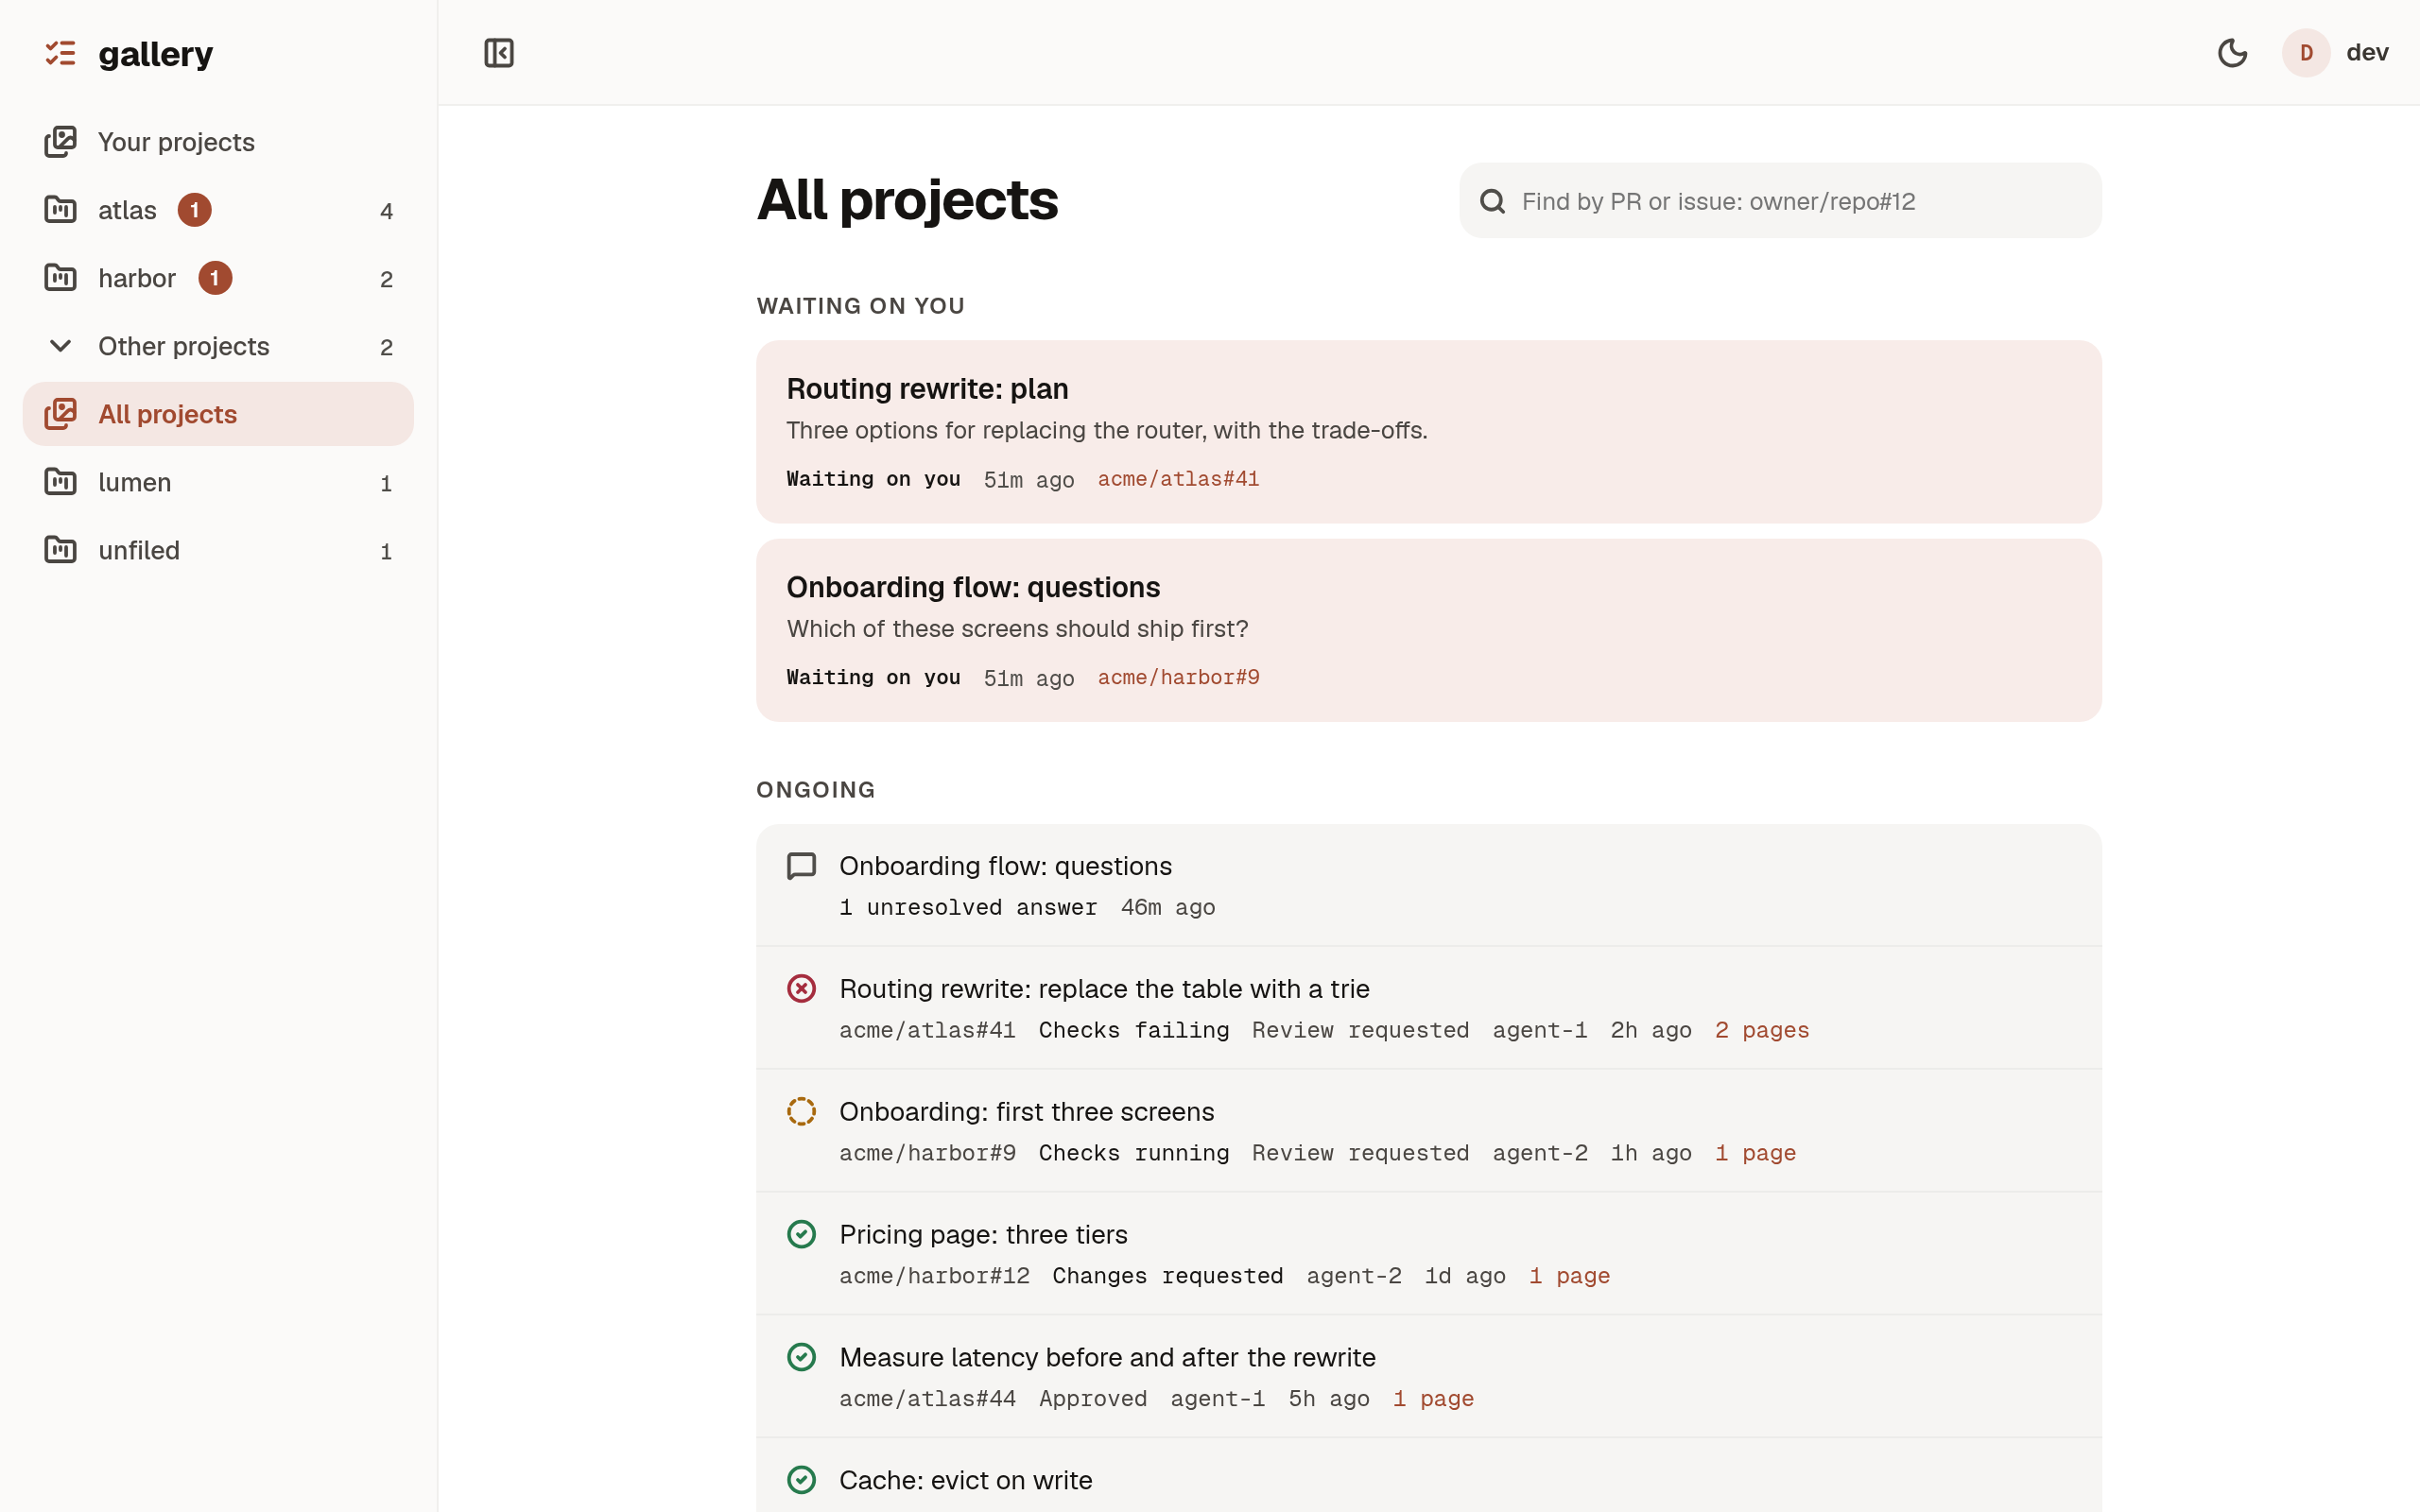 gallery
Your projects
atlas 1 4
harbor 1 2
Other projects 2
All projects
lumen 1
unfiled 1
D dev
All projects
Find by PR or issue: owner/repo#12
WAITING ON YOU
Routing rewrite: plan
Three options for replacing the router, with the trade-offs.
Waiting on you 51m ago acme/atlas#41
Onboarding flow: questions
Which of these screens should ship first?
Waiting on you 51m ago acme/harbor#9
ONGOING
Onboarding flow: questions
1 unresolved answer 46m ago
Routing rewrite: replace the table with a trie
acme/atlas#41 Checks failing Review requested agent-1 2h ago 2 pages
Onboarding: first three screens
acme/harbor#9 Checks running Review requested agent-2 1h ago 1 page
Pricing page: three tiers
acme/harbor#12 Changes requested agent-2 1d ago 1 page
Measure latency before and after the rewrite
acme/atlas#44 Approved agent-1 5h ago 1 page
Cache: evict on write